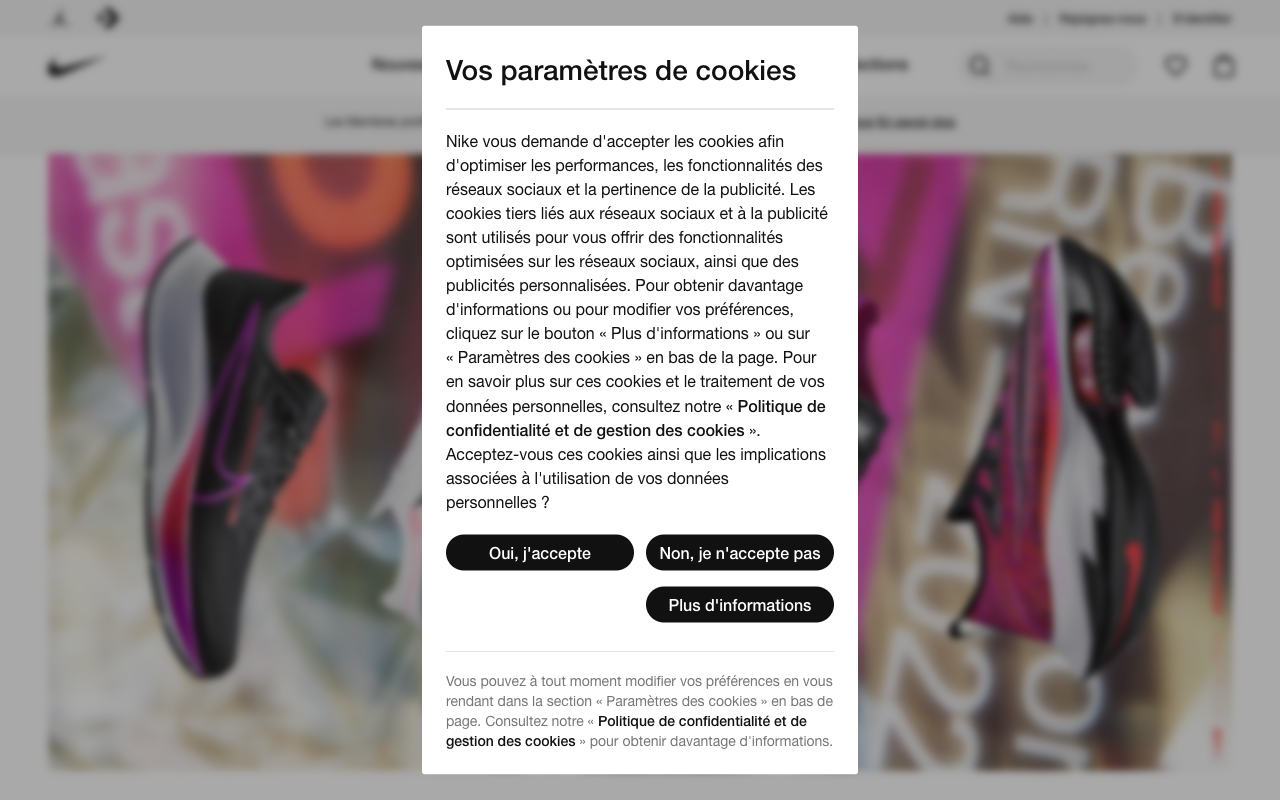 Aide
Rejoignez-nous
S'identifier
Vos paramètres de cookies
Nike vous demande d'accepter les cookies afin
d'optimiser les performances, les fonctionnalités des
réseaux sociaux et la pertinence de la publicité. Les
cookies tiers liés aux réseaux sociaux et à la publicité
sont utilisés pour vous offrir des fonctionnalités
optimisées sur les réseaux sociaux, ainsi que des
publicités personnalisées. Pour obtenir davantage
d'informations ou pour modifier vos préférences,
cliquez sur le bouton « Plus d'informations » ou sur
« Paramètres des cookies » en bas de la page. Pour
en savoir plus sur ces cookies et le traitement de vos
données personnelles, consultez notre « Politique de
confidentialité et de gestion des cookies ».
Acceptez-vous ces cookies ainsi que les implications
associées à l'utilisation de vos données
personnelles ?
Oui, j'accepte
Non, je n'accepte pas
Plus d'informations
Vous pouvez à tout moment modifier vos préférences en vous
rendant dans la section « Paramètres des cookies » en bas de
page. Consultez notre « Politique de confidentialité et de
gestion des cookies » pour obtenir davantage d'informations.